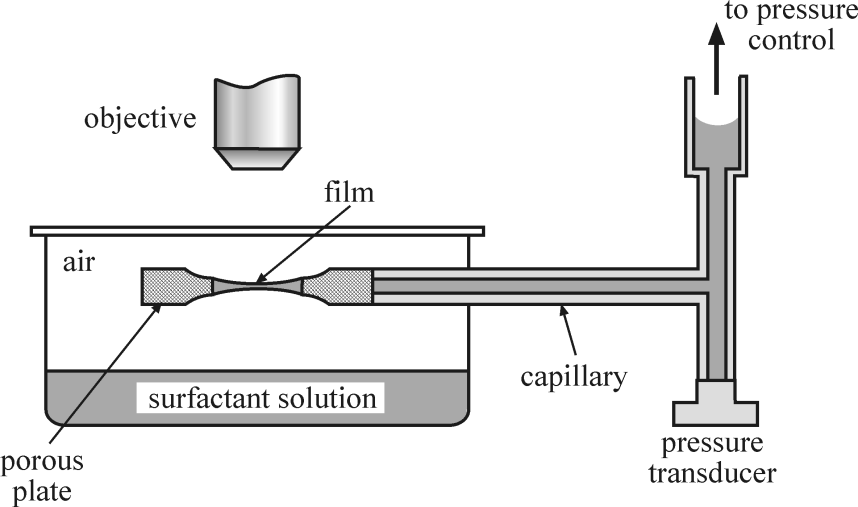 to pressure
control
objective
film
air
surfactant solution
capillary
porous
plate
pressure
transducer